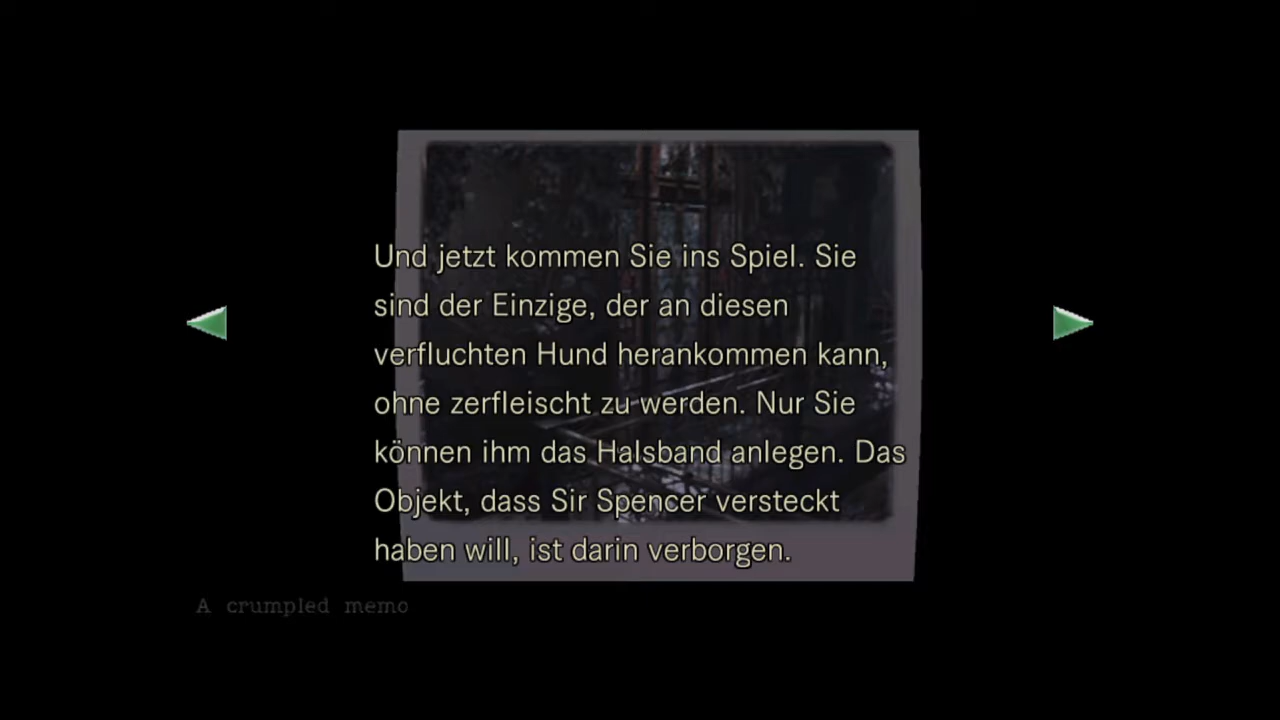 Und jetzt kommen Sie ins Spiel. Sie
sind der Einzige, der an diesen
verfluchten Hund herankommen kann,
ohne zerfleischt zu werden. Nur Sie
können ihm das Halsband anlegen. Das
Objekt, dass Sir Spencer versteckt
haben will, ist darin verborgen.
A crumpled memo